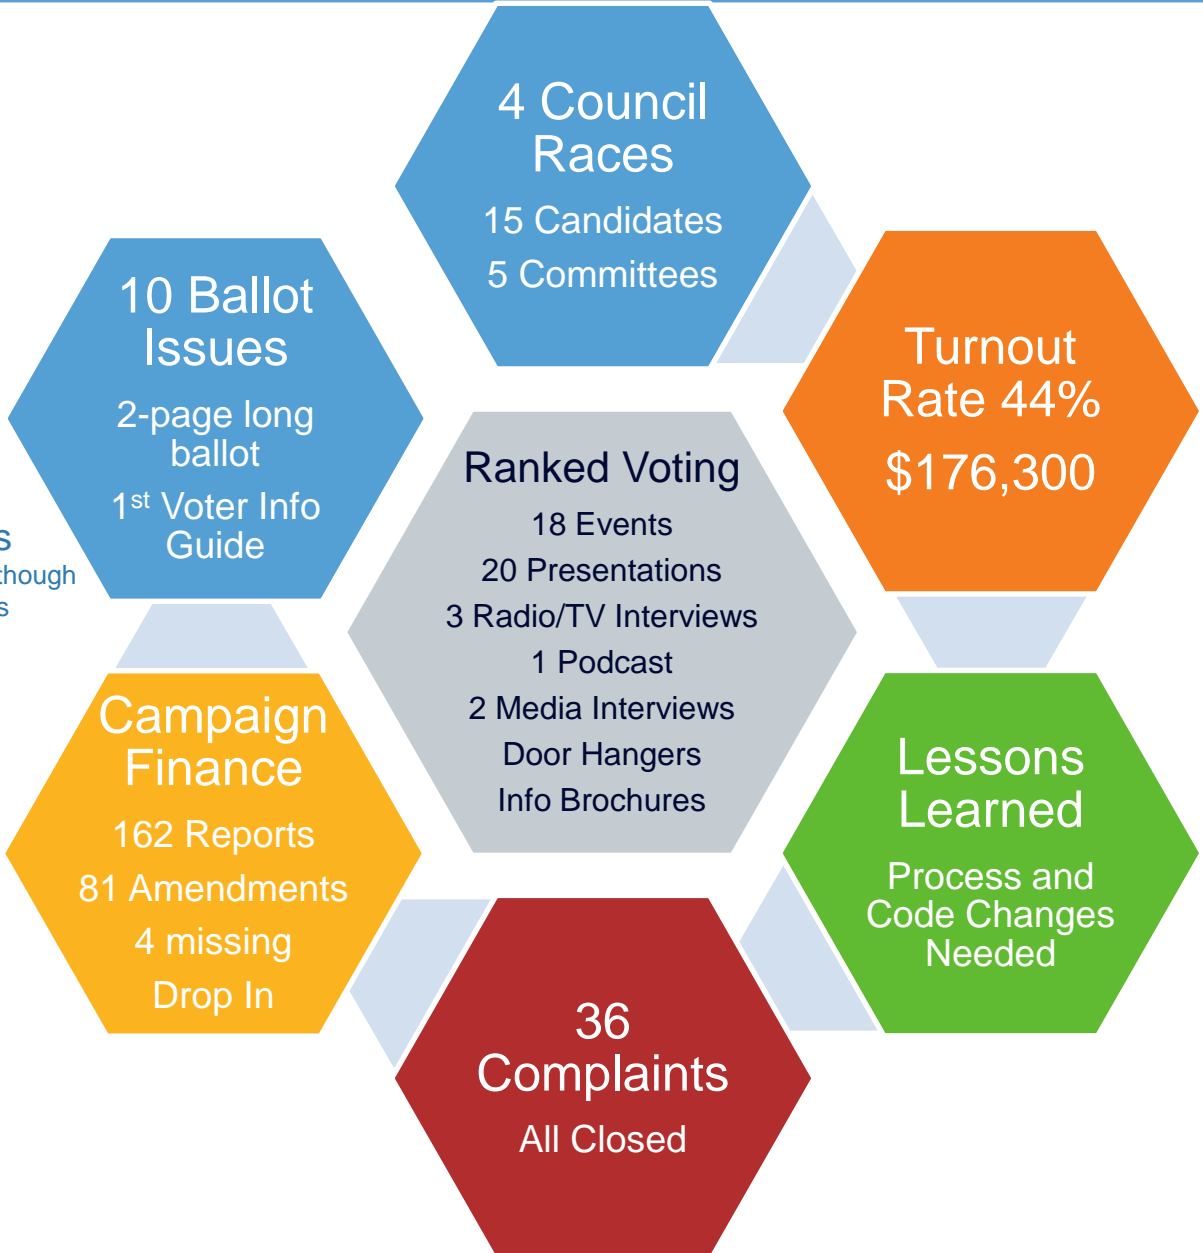 4 Council
Races
15 Candidates
5 Committees
10 Ballot
Issues
2-page long
ballot
1st Voter Info
Guide
Turnout
Rate 44%
$176,300
Ranked Voting
18 Events
20 Presentations
3 Radio/TV Interviews
1 Podcast
2 Media Interviews
Door Hangers
Info Brochures
s
though
s
Campaign
Finance
162 Reports
81 Amendments
4 missing
Drop In
Lessons
Learned
Process and
Code Changes
Needed
36
Complaints
All Closed